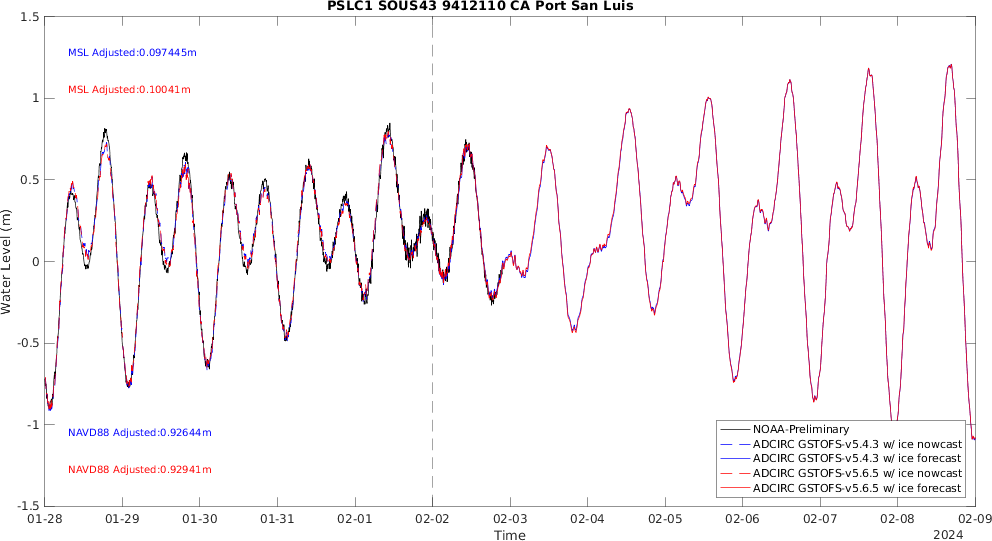 PSLC1 SOUS43 9412110 CA Port San Luis
1.5
MSL Adjusted:0.097445m
1
MSL Adjusted:0.10041m
0.5
Water Level (m)
0
-0.5
-1
NAVD88 Adjusted:0.92644m
NAVD88 Adjusted:0.92941m
-1.5
NOAA-Preliminary
ADCIRC GSTOFS-v5.4.3 w/ ice nowcast
ADCIRC GSTOFS-v5.4.3 w/ ice forecast
ADCIRC GSTOFS-v5.6.5 w/ ice nowcast
ADCIRC GSTOFS-v5.6.5 w/ ice forecast
01-28 01-29 01-30 01-31 02-01 02-02 02-03 02-04 02-05 02-06 02-07 02-08 02-09
Time
2024